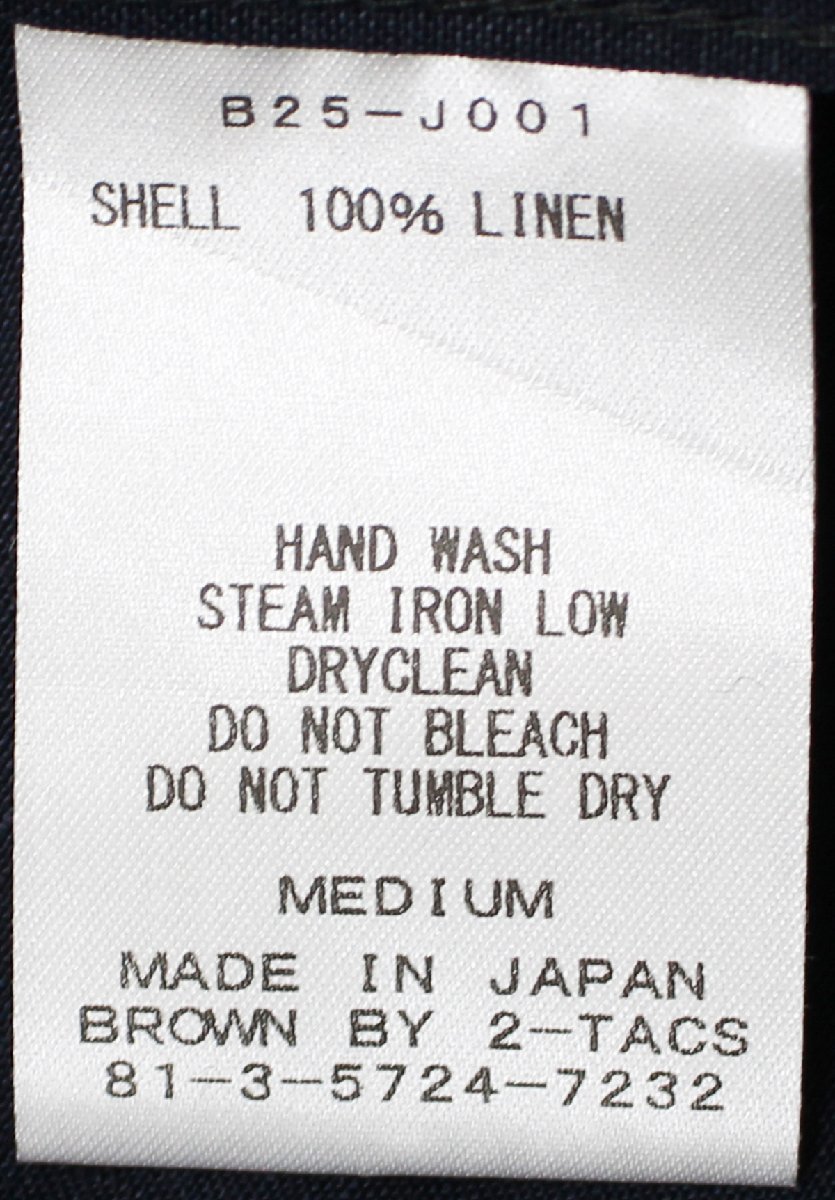 B25-J001
SHELL 100% LINEN
HAND WASH
STEAM IRON LOW
DRYCLEAN
DO NOT BLEACH
DO NOT TUMBLE DRY
MEDIUM
MADE IN JAPAN
BROWN BY 2-TACS
81-3-5724-7232